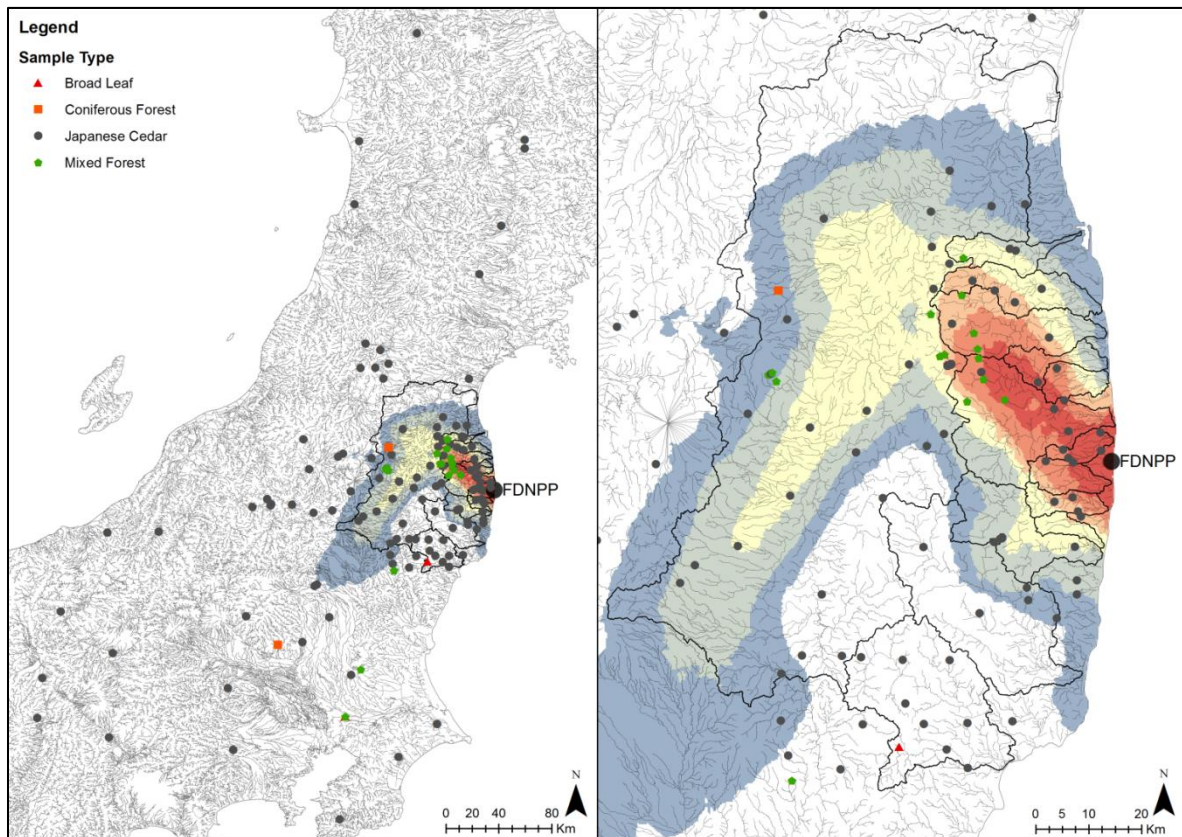 Legend
Sample Type
Broad Leaf
Coniferous Forest
Japanese Cedar
Mixed Forest
FDNPP
N
0 20 40 80
Km
FDNPP
N
0 5 10 20
Km